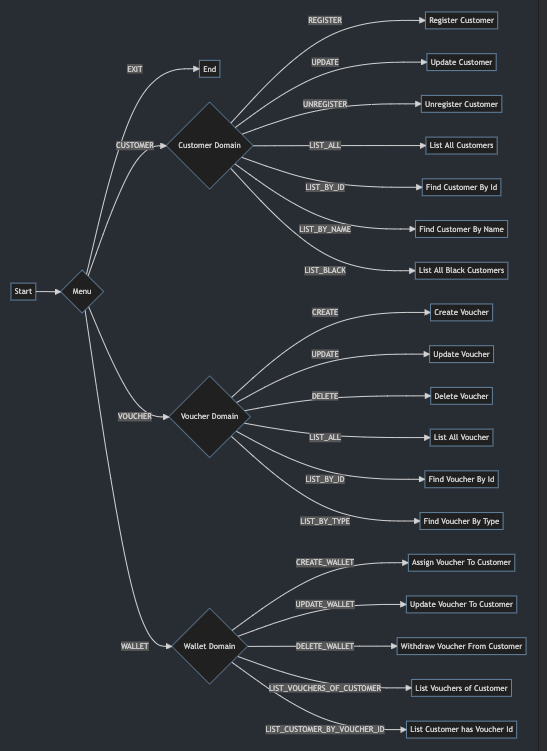 Start
Menu
EXIT
End
CUSTOMER
Customer Domain
REGISTER
Register Customer
UPDATE
Update Customer
UNREGISTER
Unregister Customer
LIST_ALL
List All Customers
LIST_BY_ID
Find Customer By Id
LIST_BY_NAME
Find Customer By Name
LIST_BLACK
List All Black Customers
VOUCHER
Voucher Domain
CREATE
Create Voucher
UPDATE
Update Voucher
DELETE
Delete Voucher
LIST_ALL
List All Voucher
LIST_BY_ID
Find Voucher By Id
LIST_BY_TYPE
Find Voucher By Type
WALLET
Wallet Domain
CREATE_WALLET
Assign Voucher To Customer
UPDATE_WALLET
Update Voucher To Customer
DELETE_WALLET
Withdraw Voucher From Customer
LIST_VOUCHERS_OF_CUSTOMER
List Vouchers of Customer
LIST_CUSTOMER_BY_VOUCHER_ID
List Customer has Voucher Id